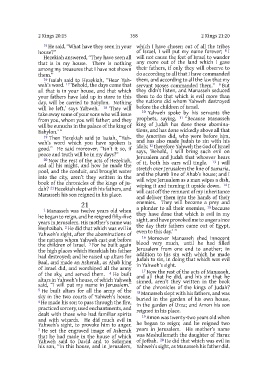 2 Kings 20:15
358
2 Kings 21:20
15 He said, “What have they seen in your
house?”
Hezekiah answered, “They have seen all
that is in my house. There is nothing
among my treasures that I have not shown
them.”
16 Isaiah said to Hezekiah, “Hear Yah-
weh’s word. 17 ‘Behold, the days come that
all that is in your house, and that which
your fathers have laid up in store to this
day, will be carried to Babylon. Nothing
will be left,’ says Yahweh. 18 ‘They will
take away some of your sons who will issue
from you, whom you will father; and they
will be eunuchs in the palace of the king of
Babylon.’”
19 Then Hezekiah said to Isaiah, “Yah-
weh’s word which you have spoken is
good.” He said moreover, “Isn’t it so, if
peace and truth will be in my days?”
20 Now the rest of the acts of Hezekiah,
and all his might, and how he made the
pool, and the conduit, and brought water
into the city, aren’t they written in the
book of the chronicles of the kings of Ju-
dah? 21 Hezekiah slept with his fathers, and
Manasseh his son reigned in his place.
21
1 Manasseh was twelve years old when
he began to reign, and he reigned fifty-five
years in Jerusalem. His mother’s name was
Hephzibah. 2 He did that which was evil in
Yahweh’s sight, after the abominations of
the nations whom Yahweh cast out before
the children of Israel. 3 For he built again
the high places which Hezekiah his father
had destroyed; and he raised up altars for
Baal, and made an Asherah, as Ahab king
of Israel did, and worshiped all the army
of the sky, and served them. 4 He built
altars in Yahweh’s house, of which Yahweh
said, “I will put my name in Jerusalem.”
5 He built altars for all the army of the
sky in the two courts of Yahweh’s house.
6 He made his son to pass through the fire,
practiced sorcery, used enchantments, and
dealt with those who had familiar spirits
and with wizards. He did much evil in
Yahweh’s sight, to provoke him to anger.
7 He set the engraved image of Asherah
that he had made in the house of which
Yahweh said to David and to Solomon
his son, “In this house, and in Jerusalem,
which I have chosen out of all the tribes
of Israel, I will put my name forever; 8 I
will not cause the feet of Israel to wander
any more out of the land which I gave
their fathers, if only they will observe to
do according to all that I have commanded
them, and according to all the law that my
servant Moses commanded them.” 9 But
they didn’t listen, and Manasseh seduced
them to do that which is evil more than
the nations did whom Yahweh destroyed
before the children of Israel.
10 Yahweh spoke by his servants the
prophets, saying, 11 “Because Manasseh
king of Judah has done these abomina-
tions, and has done wickedly above all that
the Amorites did, who were before him,
and has also made Judah to sin with his
idols; 12 therefore Yahweh the God of Israel
says, ‘Behold, I will bring such evil on
Jerusalem and Judah that whoever hears
of it, both his ears will tingle. 13 I will
stretch over Jerusalem the line of Samaria,
and the plumb line of Ahab’s house; and I
will wipe Jerusalem as a man wipes a dish,
wiping it and turning it upside down. 14 I
will cast off the remnant of my inheritance
and deliver them into the hands of their
enemies. They will become a prey and
a plunder to all their enemies, 15 because
they have done that which is evil in my
sight, and have provoked me to anger since
the day their fathers came out of Egypt,
even to this day.’”
16 Moreover Manasseh shed innocent
blood very much, until he had filled
Jerusalem from one end to another; in
addition to his sin with which he made
Judah to sin, in doing that which was evil
in Yahweh’s sight.
17 Now the rest of the acts of Manasseh,
and all that he did, and his sin that he
sinned, aren’t they written in the book
of the chronicles of the kings of Judah?
18 Manasseh slept with his fathers, and was
buried in the garden of his own house,
in the garden of Uzza; and Amon his son
reigned in his place.
19 Amon was twenty-two years old when
he began to reign; and he reigned two
years in Jerusalem. His mother’s name
was Meshullemeth the daughter of Haruz
of Jotbah. 20 He did that which was evil in
Yahweh’s sight, as Manasseh his father did.